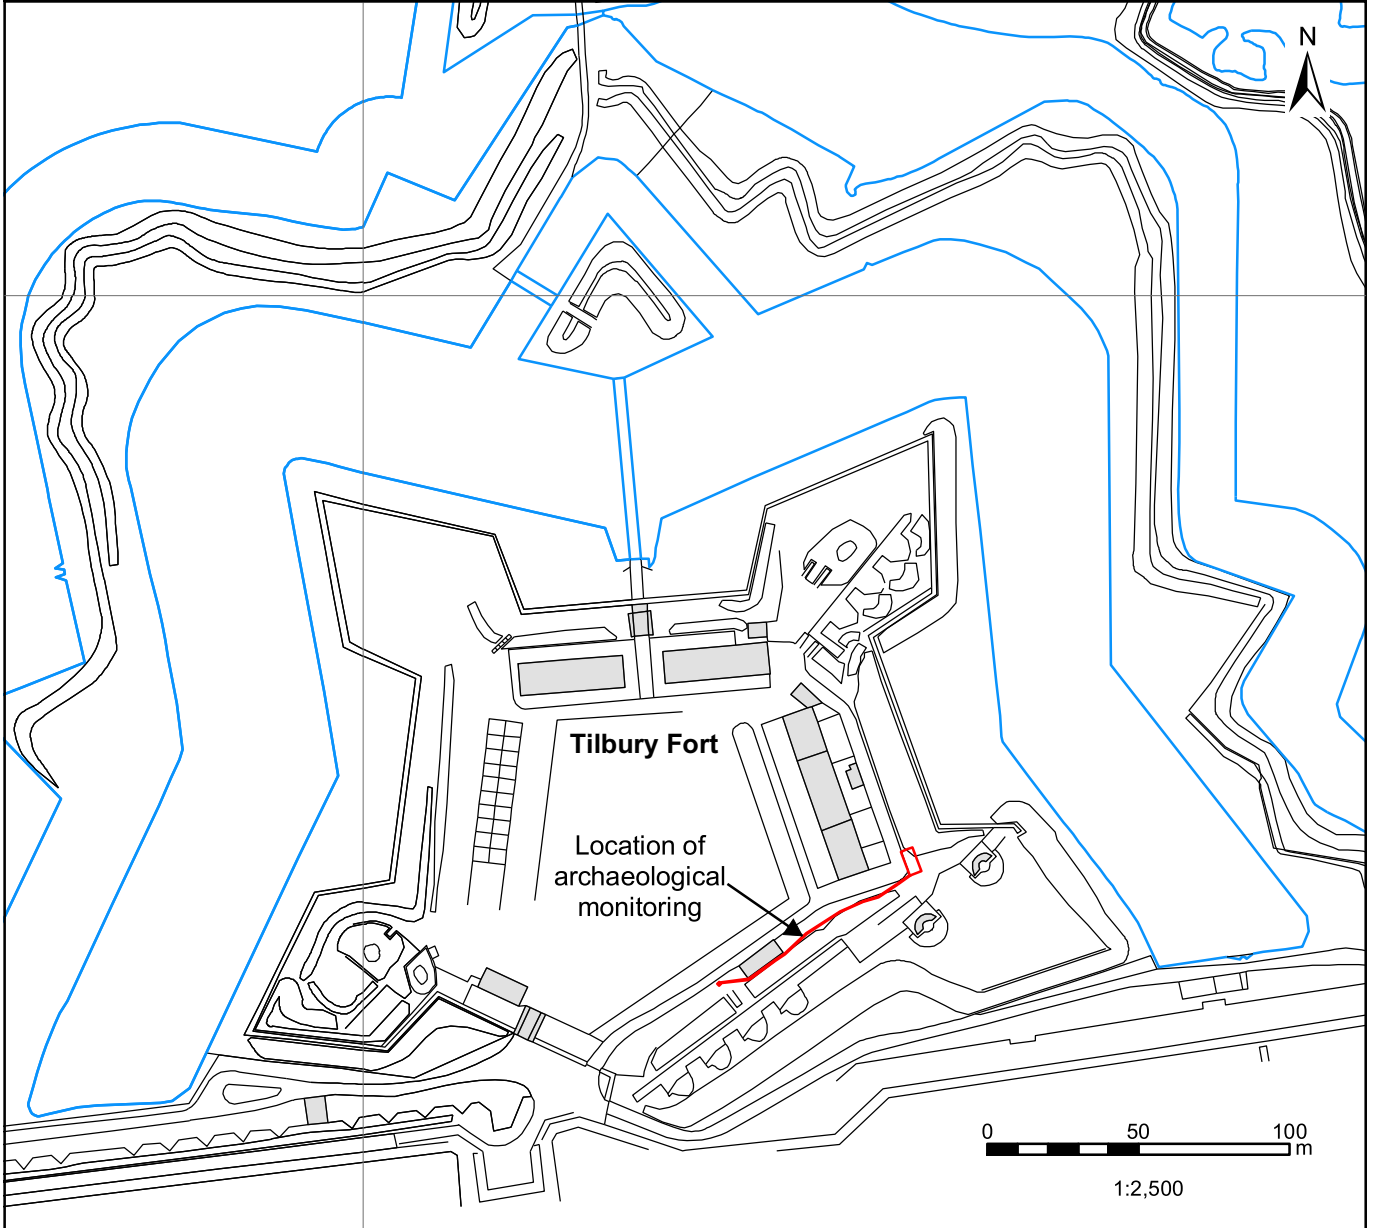 N
Tilbury Fort
Location of
archaeological
monitoring
0 50 100
m
1:2,500